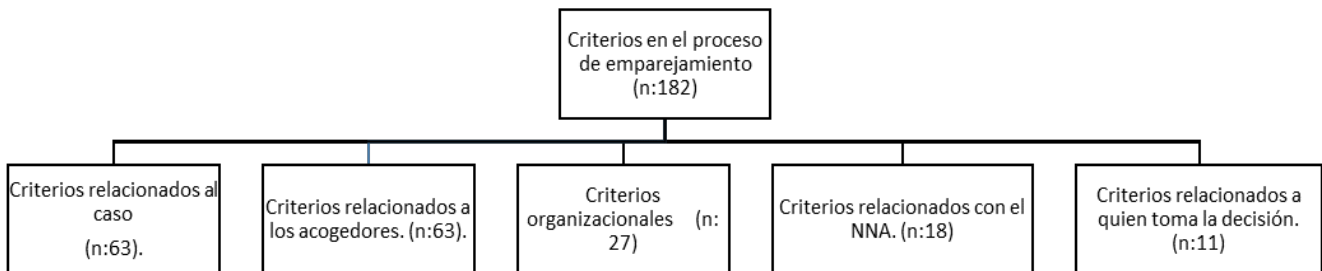 Criterios en el proceso
de emparejamiento
(n:182)
Criterios relacionados al
caso
(n:63).
Criterios relacionados a
los acogedores. (n:63).
Criterios
organizacionales (n:
27)
Criterios relacionados con el
NNA. (n:18)
Criterios relacionados a
quien toma la decisión.
(n:11)